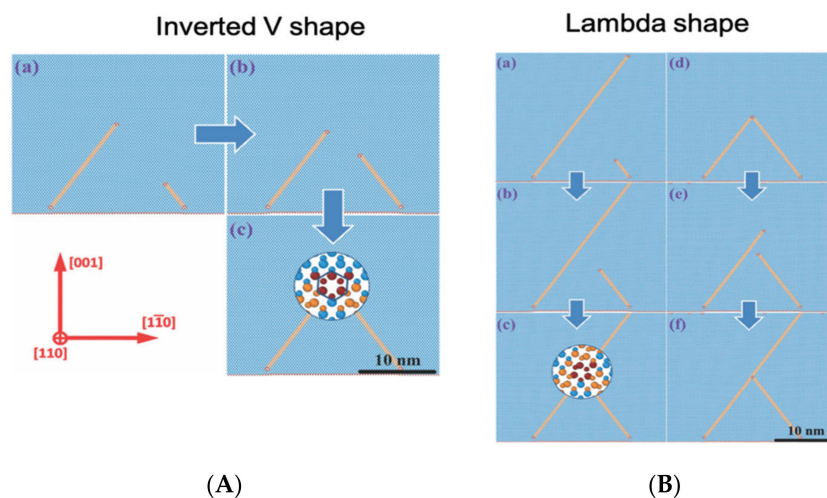 Inverted V shape
(a)
(b)
(c)
[001]
[11̅0]
[110]
10 nm
(A)
Lambda shape
(a)
(d)
(b)
(e)
(c)
(f)
10 nm
(B)